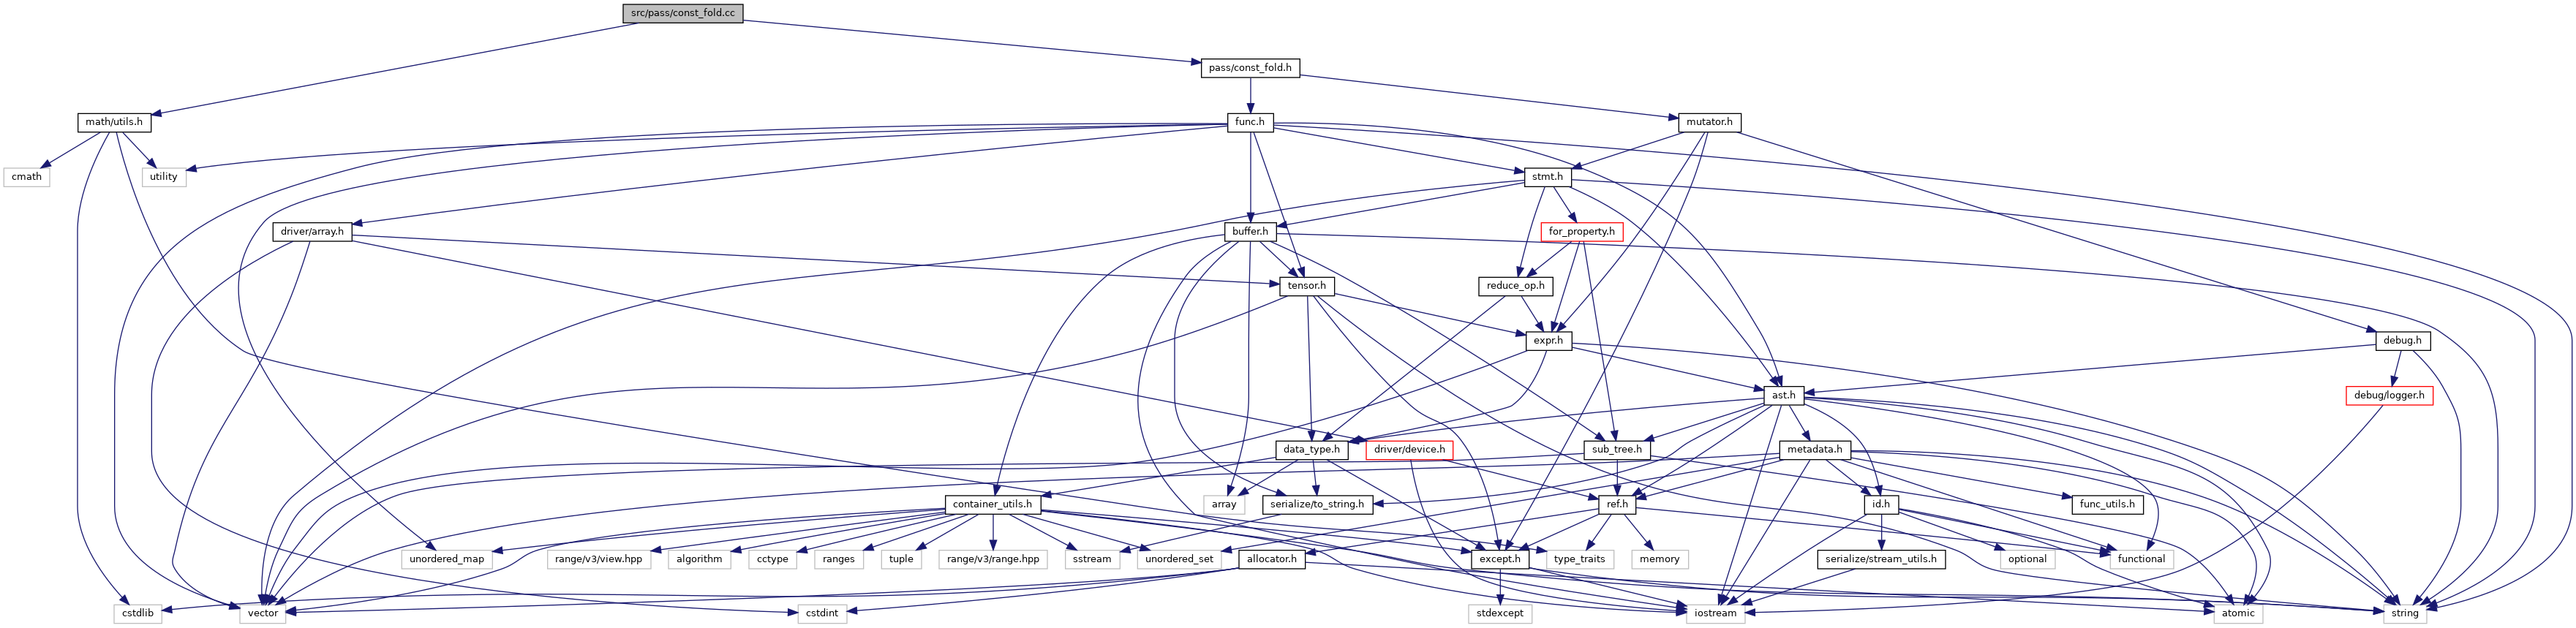 src/pass/const_fold.cc
pass/const_fold.h
math/utils.h
func.h
mutator.h
cmath
utility
stmt.h
driver/array.h
buffer.h
for_property.h
tensor.h
reduce_op.h
expr.h
debug.h
ast.h
debug/logger.h
data_type.h
driver/device.h
sub_tree.h
metadata.h
container_utils.h
array
serialize/to_string.h
ref.h
id.h
func_utils.h
unordered_map
range/v3/view.hpp
algorithm
cctype
ranges
tuple
range/v3/range.hpp
sstream
unordered_set
allocator.h
except.h
type_traits
memory
serialize/stream_utils.h
optional
functional
cstdlib
vector
cstdint
stdexcept
iostream
atomic
string